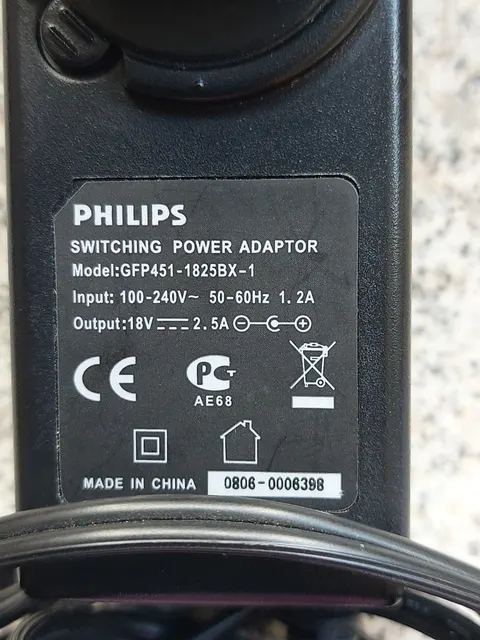 PHILIPS
SWITCHING POWER ADAPTOR
Model:GFP451-1825BX-1
Input: 100-240V~ 50-60Hz 1.2A
Output:18V⎓2.5A
CE
PCT
AE68
MADE IN CHINA 0806-0006398